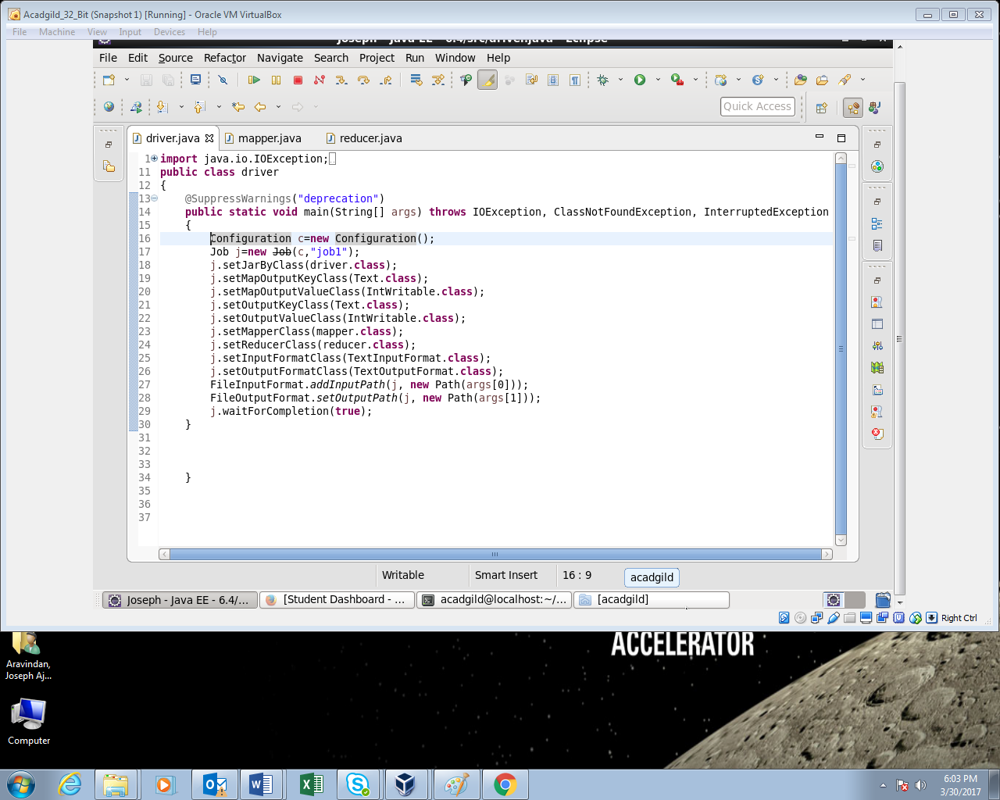 Acadgild_32_Bit (Snapshot 1) [Running] - Oracle VM VirtualBox
File Machine View Input Devices Help
Joseph - Java EE - 6.4/src/driver.java - Eclipse
File Edit Source Refactor Navigate Search Project Run Window Help
Quick Access
driver.java mapper.java reducer.java
1 import java.io.IOException;
11 public class driver
12 {
13 @SuppressWarnings("deprecation")
14 public static void main(String[] args) throws IOException, ClassNotFoundException, InterruptedException
15 {
16 Configuration c=new Configuration();
17 Job j=new Job(c,"job1");
18 j.setJarByClass(driver.class);
19 j.setMapOutputKeyClass(Text.class);
20 j.setMapOutputValueClass(IntWritable.class);
21 j.setOutputKeyClass(Text.class);
22 j.setOutputValueClass(IntWritable.class);
23 j.setMapperClass(mapper.class);
24 j.setReducerClass(reducer.class);
25 j.setInputFormatClass(TextInputFormat.class);
26 j.setOutputFormatClass(TextOutputFormat.class);
27 FileInputFormat.addInputPath(j, new Path(args[0]));
28 FileOutputFormat.setOutputPath(j, new Path(args[1]));
29 j.waitForCompletion(true);
30 }
31
32
33
34 }
35
36
37
Writable Smart Insert 16 : 9 acadgild
Joseph - Java EE - 6.4/... [Student Dashboard - ... acadgild@localhost:~/... [acadgild]
Right Ctrl
ACCELERATOR
Aravindan,
Joseph Aj...
Computer
6:03 PM
3/30/2017